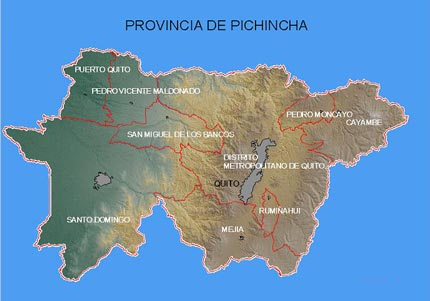 PROVINCIA DE PICHINCHA
PUERTO QUITO
PEDRO VICENTE MALDONADO
PEDRO MONCAYO
CAYAMBE
SAN MIGUEL DE LOS BANCOS
DISTRITO
METROPOLITANO DE QUITO
QUITO
SANTO DOMINGO
RUMIÑAHUI
MEJIA